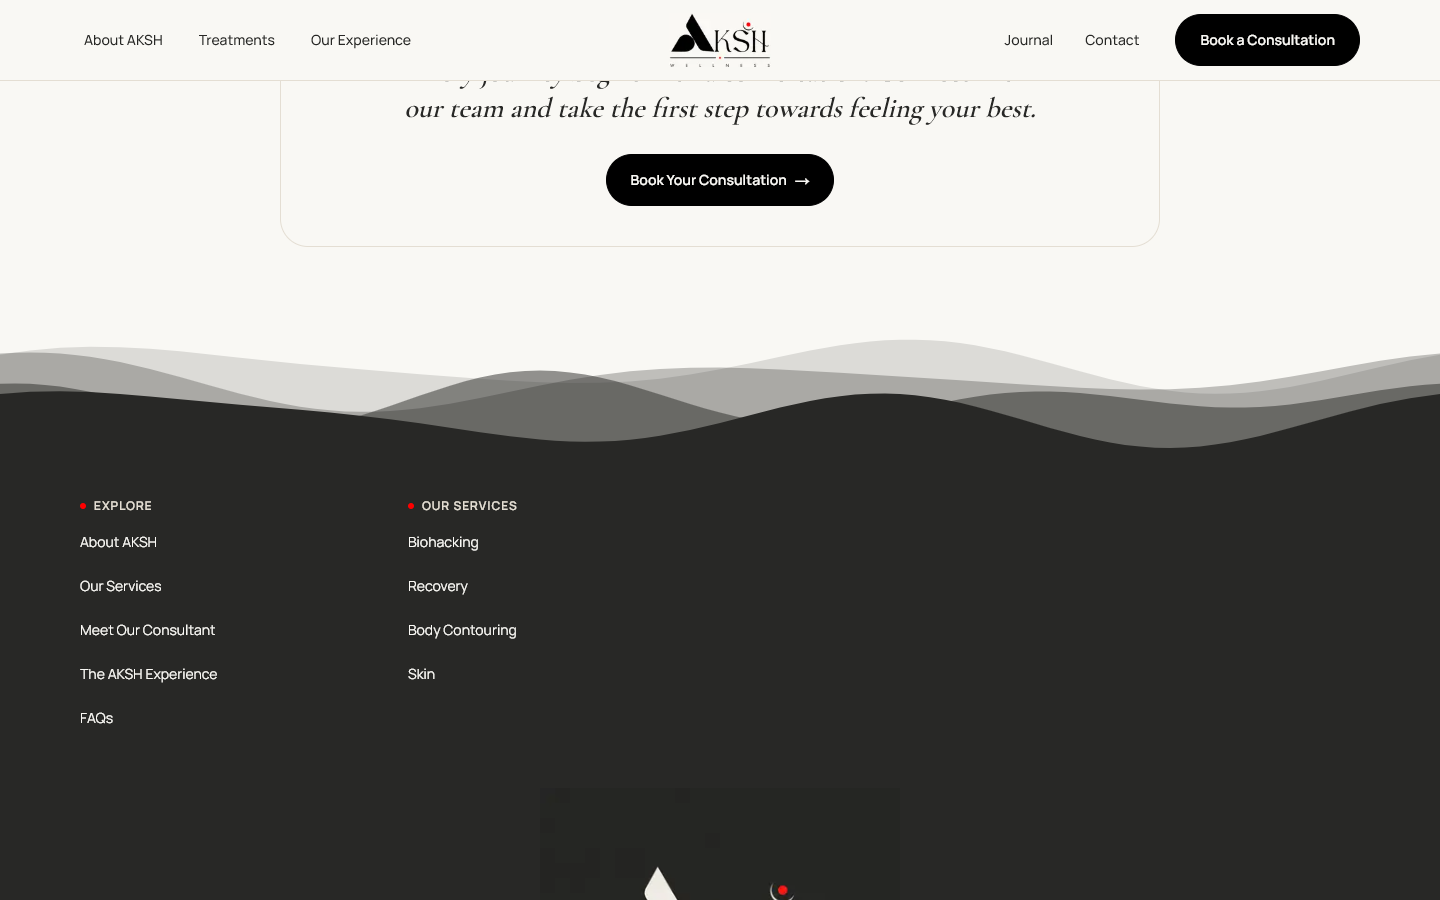 About AKSH
Treatments
Our Experience
AKSH
WELLNESS
Journal
Contact
Book a Consultation
our team and take the first step towards feeling your best.
Book Your Consultation →
EXPLORE
OUR SERVICES
About AKSH
Biohacking
Our Services
Recovery
Meet Our Consultant
Body Contouring
The AKSH Experience
Skin
FAQs